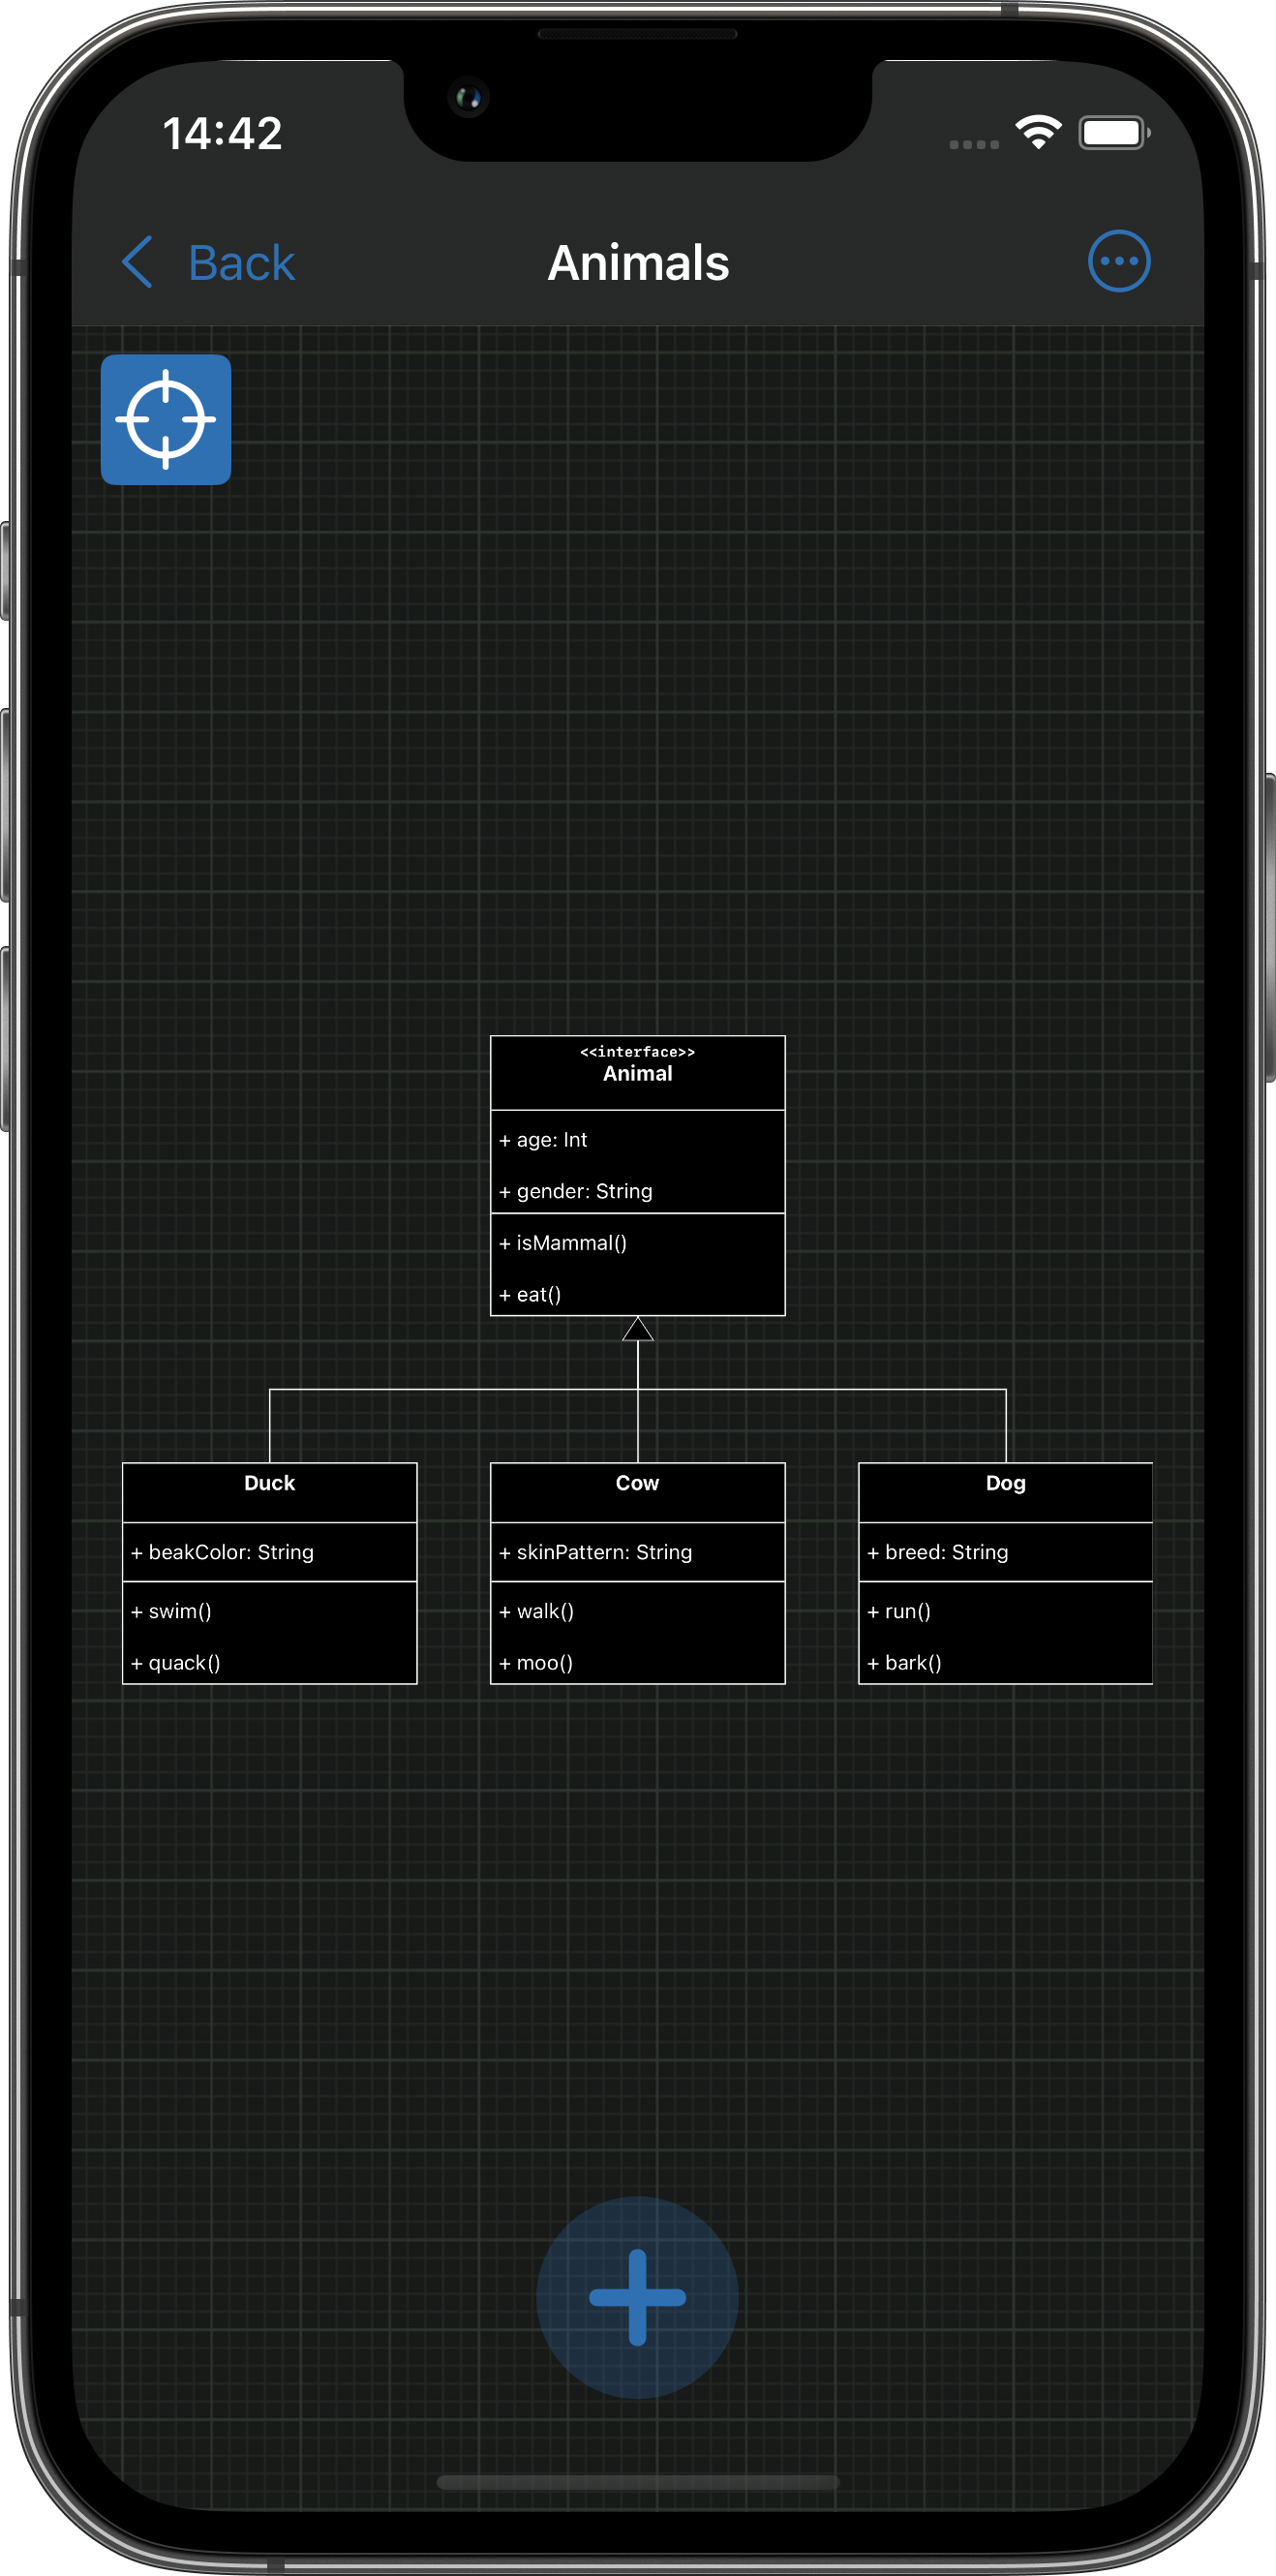 14:42
Back
Animals
<<interface>>
Animal
+ age: Int
+ gender: String
+ isMammal()
+ eat()
Duck
+ beakColor: String
+ swim()
+ quack()
Cow
+ skinPattern: String
+ walk()
+ moo()
Dog
+ breed: String
+ run()
+ bark()